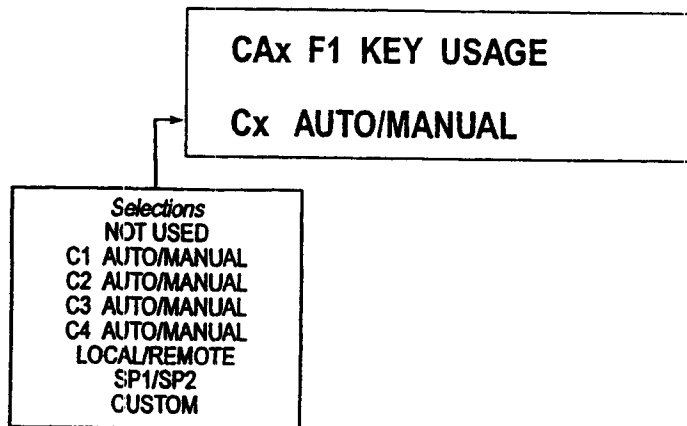 CAx F1 KEY USAGE
Cx AUTO/MANUAL
Selections
NOT USED
C1 AUTO/MANUAL
C2 AUTO/MANUAL
C3 AUTO/MANUAL
C4 AUTO/MANUAL
LOCAL/REMOTE
SP1/SP2
CUSTOM